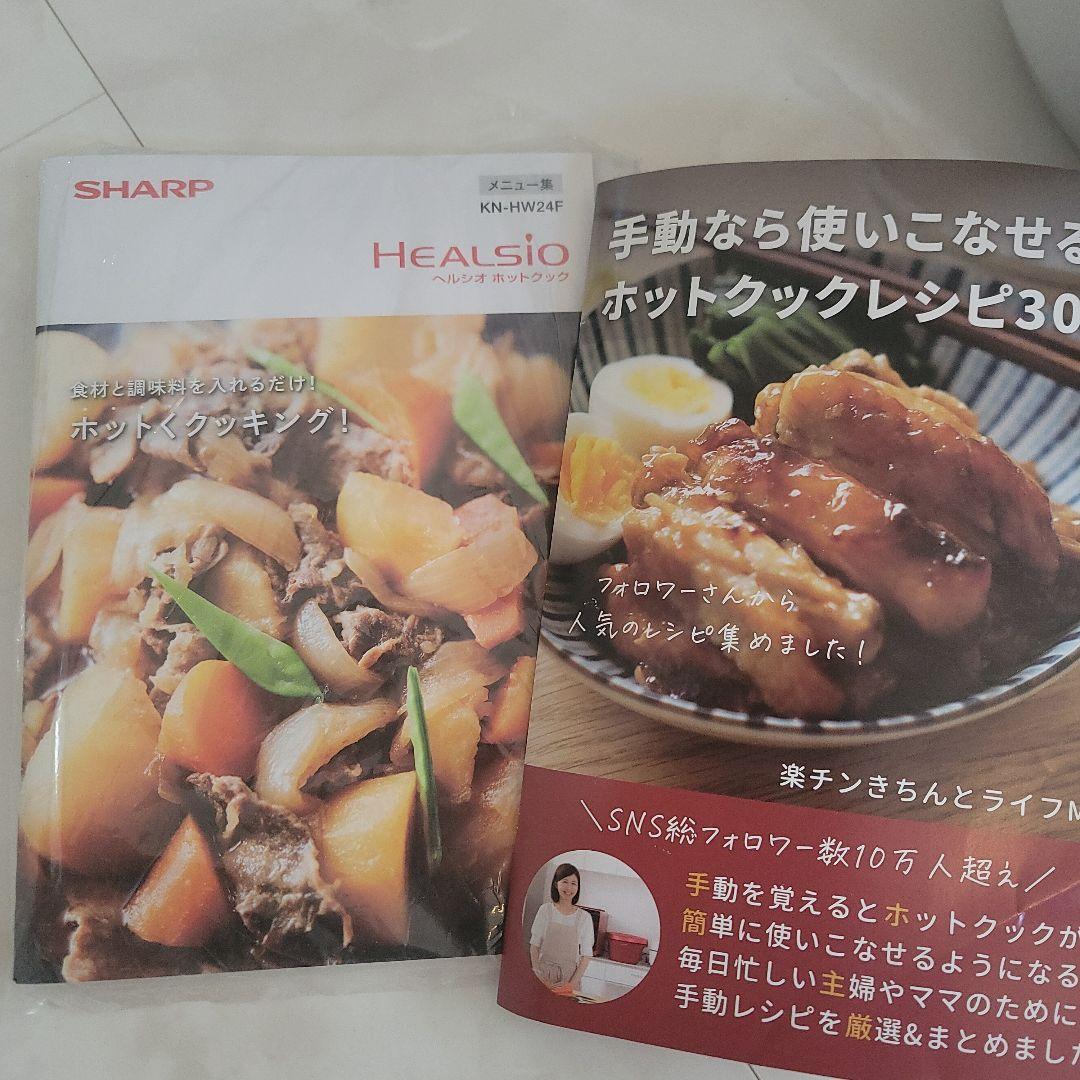 SHARP
メニュー集
KN-HW24F
HEALSiO
ヘルシオ ホットクック
食材と調味料を入れるだけ！
ホットくクッキング！
手動なら使いこなせる
ホットクックレシピ30
フォロワーさんから
人気のレシピ集めました！
楽チンきちんとライフM
＼SNS総フォロワー数10万人超え／
手動を覚えるとホットクックが
簡単に使いこなせるようになる
毎日忙しい主婦やママのために
手動レシピを厳選&まとめました